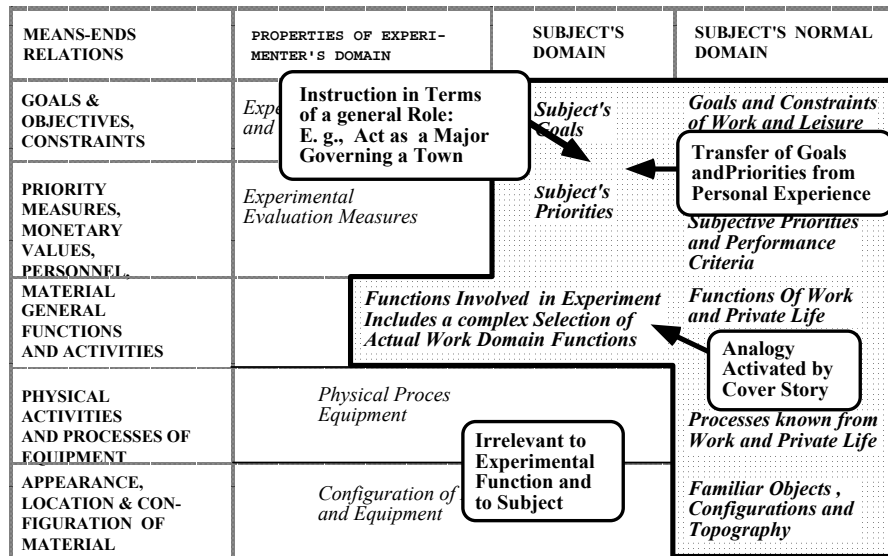 MEANS-ENDS
RELATIONS
PROPERTIES OF EXPERI-
MENTER'S DOMAIN
SUBJECT'S
DOMAIN
SUBJECT'S NORMAL
DOMAIN
GOALS &
OBJECTIVES,
CONSTRAINTS
and
Instruction in Terms
of a general Role:
E. g., Act as a Major
Governing a Town
Subject's
Goals
Goals and Constraints
of Work and Leisure
Transfer of Goals
andPriorities from
Personal Experience
PRIORITY
MEASURES,
MONETARY
VALUES,
PERSONNEL,
MATERIAL
Experimental
Evaluation Measures
Subject's
Priorities
Subjective Priorities
and Performance
Criteria
GENERAL
FUNCTIONS
AND ACTIVITIES
Functions Involved in Experiment
Includes a complex Selection of
Actual Work Domain Functions
Functions Of Work
and Private Life
Analogy
Activated by
Cover Story
PHYSICAL
ACTIVITIES
AND PROCESSES OF
EQUIPMENT
Physical Proces
Equipment
Irrelevant to
Experimental
Function and
to Subject
Processes known from
Work and Private Life
APPEARANCE,
LOCATION & CON-
FIGURATION OF
MATERIAL
Configuration of
and Equipment
Familiar Objects ,
Configurations and
Topography